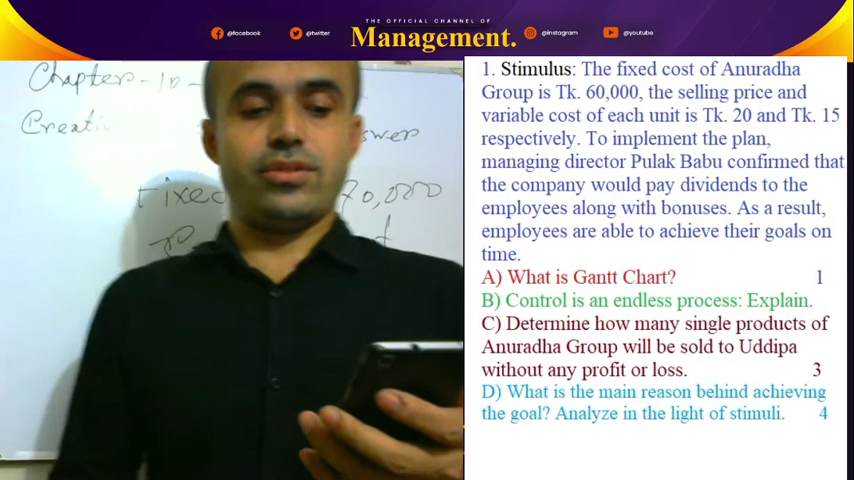 THE OFFICIAL CHANNEL OF
@facebook
@twitter
Management.
@instagram
@youtube
Chapter-10-
Creati
swer
Fixed
70,000
1. Stimulus: The fixed cost of Anuradha
Group is Tk. 60,000, the selling price and
variable cost of each unit is Tk. 20 and Tk. 15
respectively. To implement the plan,
managing director Pulak Babu confirmed that
the company would pay dividends to the
employees along with bonuses. As a result,
employees are able to achieve their goals on
time.
A) What is Gantt Chart? 1
B) Control is an endless process: Explain.
C) Determine how many single products of
Anuradha Group will be sold to Uddipa
without any profit or loss. 3
D) What is the main reason behind achieving
the goal? Analyze in the light of stimuli. 4